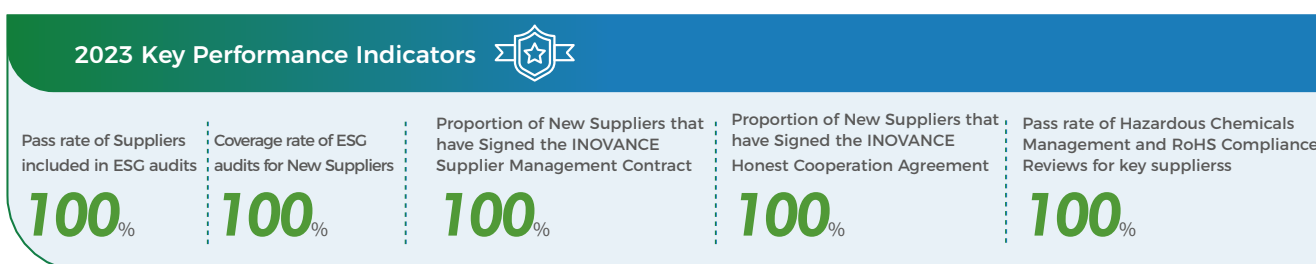 2023 Key Performance Indicators
Pass rate of Suppliers
included in ESG audits
100%
Coverage rate of ESG
audits for New Suppliers
100%
Proportion of New Suppliers that
have Signed the INOVANCE
Supplier Management Contract
100%
Proportion of New Suppliers that
have Signed the INOVANCE
Honest Cooperation Agreement
100%
Pass rate of Hazardous Chemicals
Management and RoHS Compliance
Reviews for key supplierss
100%